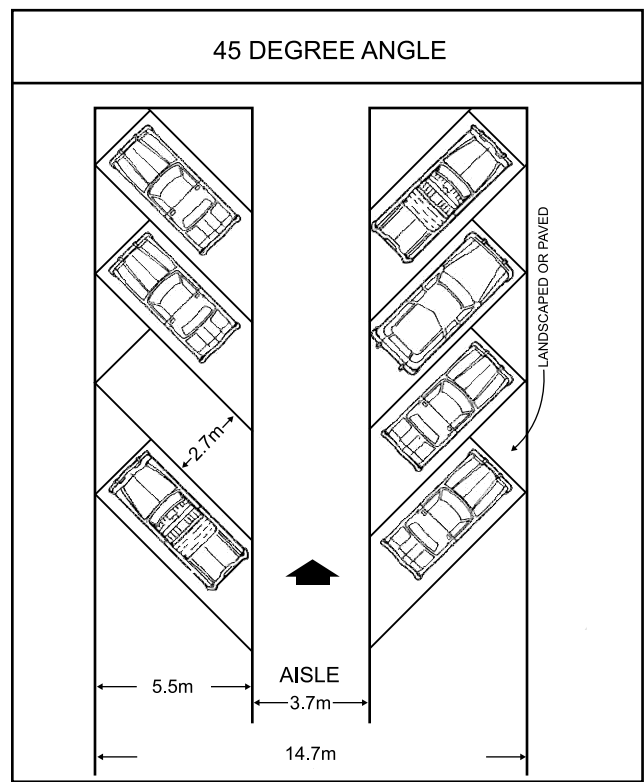 45 DEGREE ANGLE
LANDSCAPED OR PAVED
2.7m
AISLE
5.5m
3.7m
14.7m